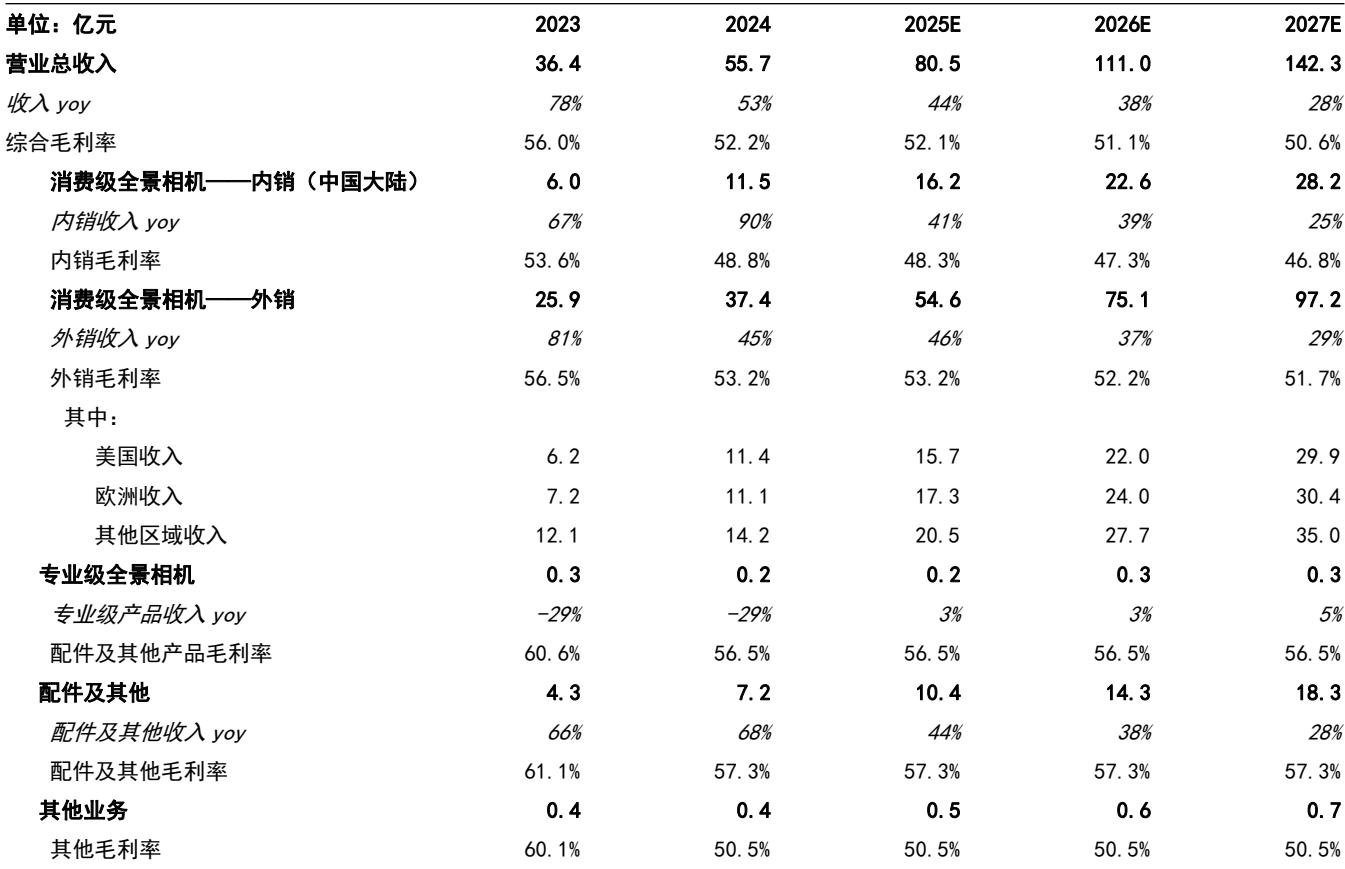 单位：亿元 2023 2024 2025E 2026E 2027E
营业总收入 36.4 55.7 80.5 111.0 142.3
收入 yoy 78% 53% 44% 38% 28%
综合毛利率 56.0% 52.2% 52.1% 51.1% 50.6%
消费级全景相机——内销（中国大陆） 6.0 11.5 16.2 22.6 28.2
内销收入 yoy 67% 90% 41% 39% 25%
内销毛利率 53.6% 48.8% 48.3% 47.3% 46.8%
消费级全景相机——外销 25.9 37.4 54.6 75.1 97.2
外销收入 yoy 81% 45% 46% 37% 29%
外销毛利率 56.5% 53.2% 53.2% 52.2% 51.7%
其中：
美国收入 6.2 11.4 15.7 22.0 29.9
欧洲收入 7.2 11.1 17.3 24.0 30.4
其他区域收入 12.1 14.2 20.5 27.7 35.0
专业级全景相机 0.3 0.2 0.2 0.3 0.3
专业级产品收入 yoy -29% -29% 3% 3% 5%
配件及其他产品毛利率 60.6% 56.5% 56.5% 56.5% 56.5%
配件及其他 4.3 7.2 10.4 14.3 18.3
配件及其他收入 yoy 66% 68% 44% 38% 28%
配件及其他毛利率 61.1% 57.3% 57.3% 57.3% 57.3%
其他业务 0.4 0.4 0.5 0.6 0.7
其他毛利率 60.1% 50.5% 50.5% 50.5% 50.5%